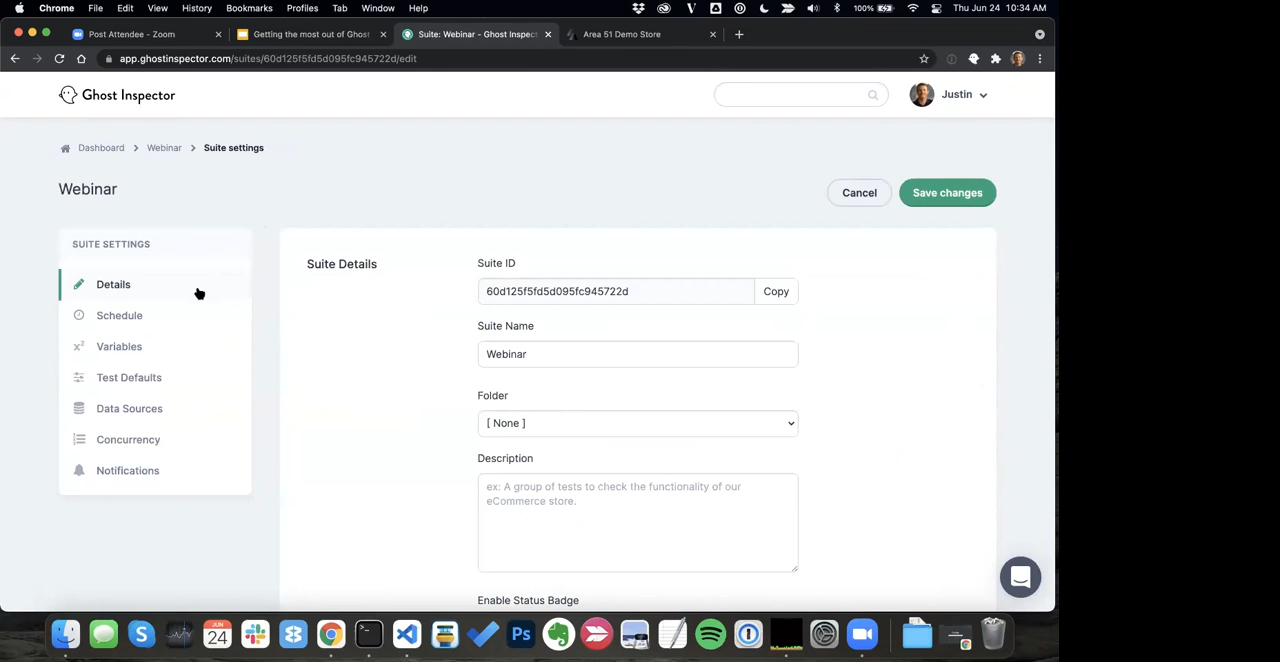 Chrome File Edit View History Bookmarks Profiles Tab Window Help 100% Thu Jun 24 10:34 AM
Post Attendee - Zoom Getting the most out of Ghost Suite: Webinar - Ghost Inspect Area 51 Demo Store
app.ghostinspector.com/suites/60d125f5fd5d095fc945722d/edit
Ghost Inspector Justin
Dashboard Webinar Suite settings
Webinar
Cancel Save changes
SUITE SETTINGS
Details
Schedule
Variables
Test Defaults
Data Sources
Concurrency
Notifications
Suite Details
Suite ID
60d125f5fd5d095fc945722d Copy
Suite Name
Webinar
Folder
[ None ]
Description
ex: A group of tests to check the functionality of our
eCommerce store.
Enable Status Badge
JUN
24
Ps